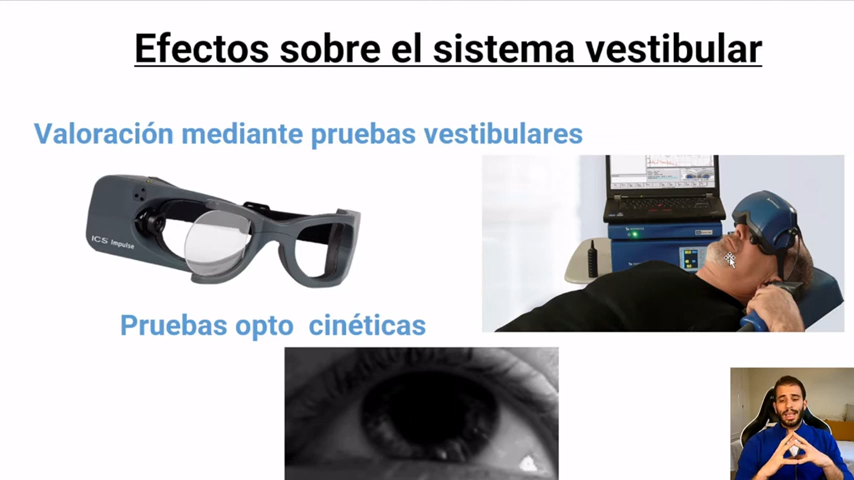 Efectos sobre el sistema vestibular
Valoración mediante pruebas vestibulares
ICS Impulse
Pruebas opto cinéticas